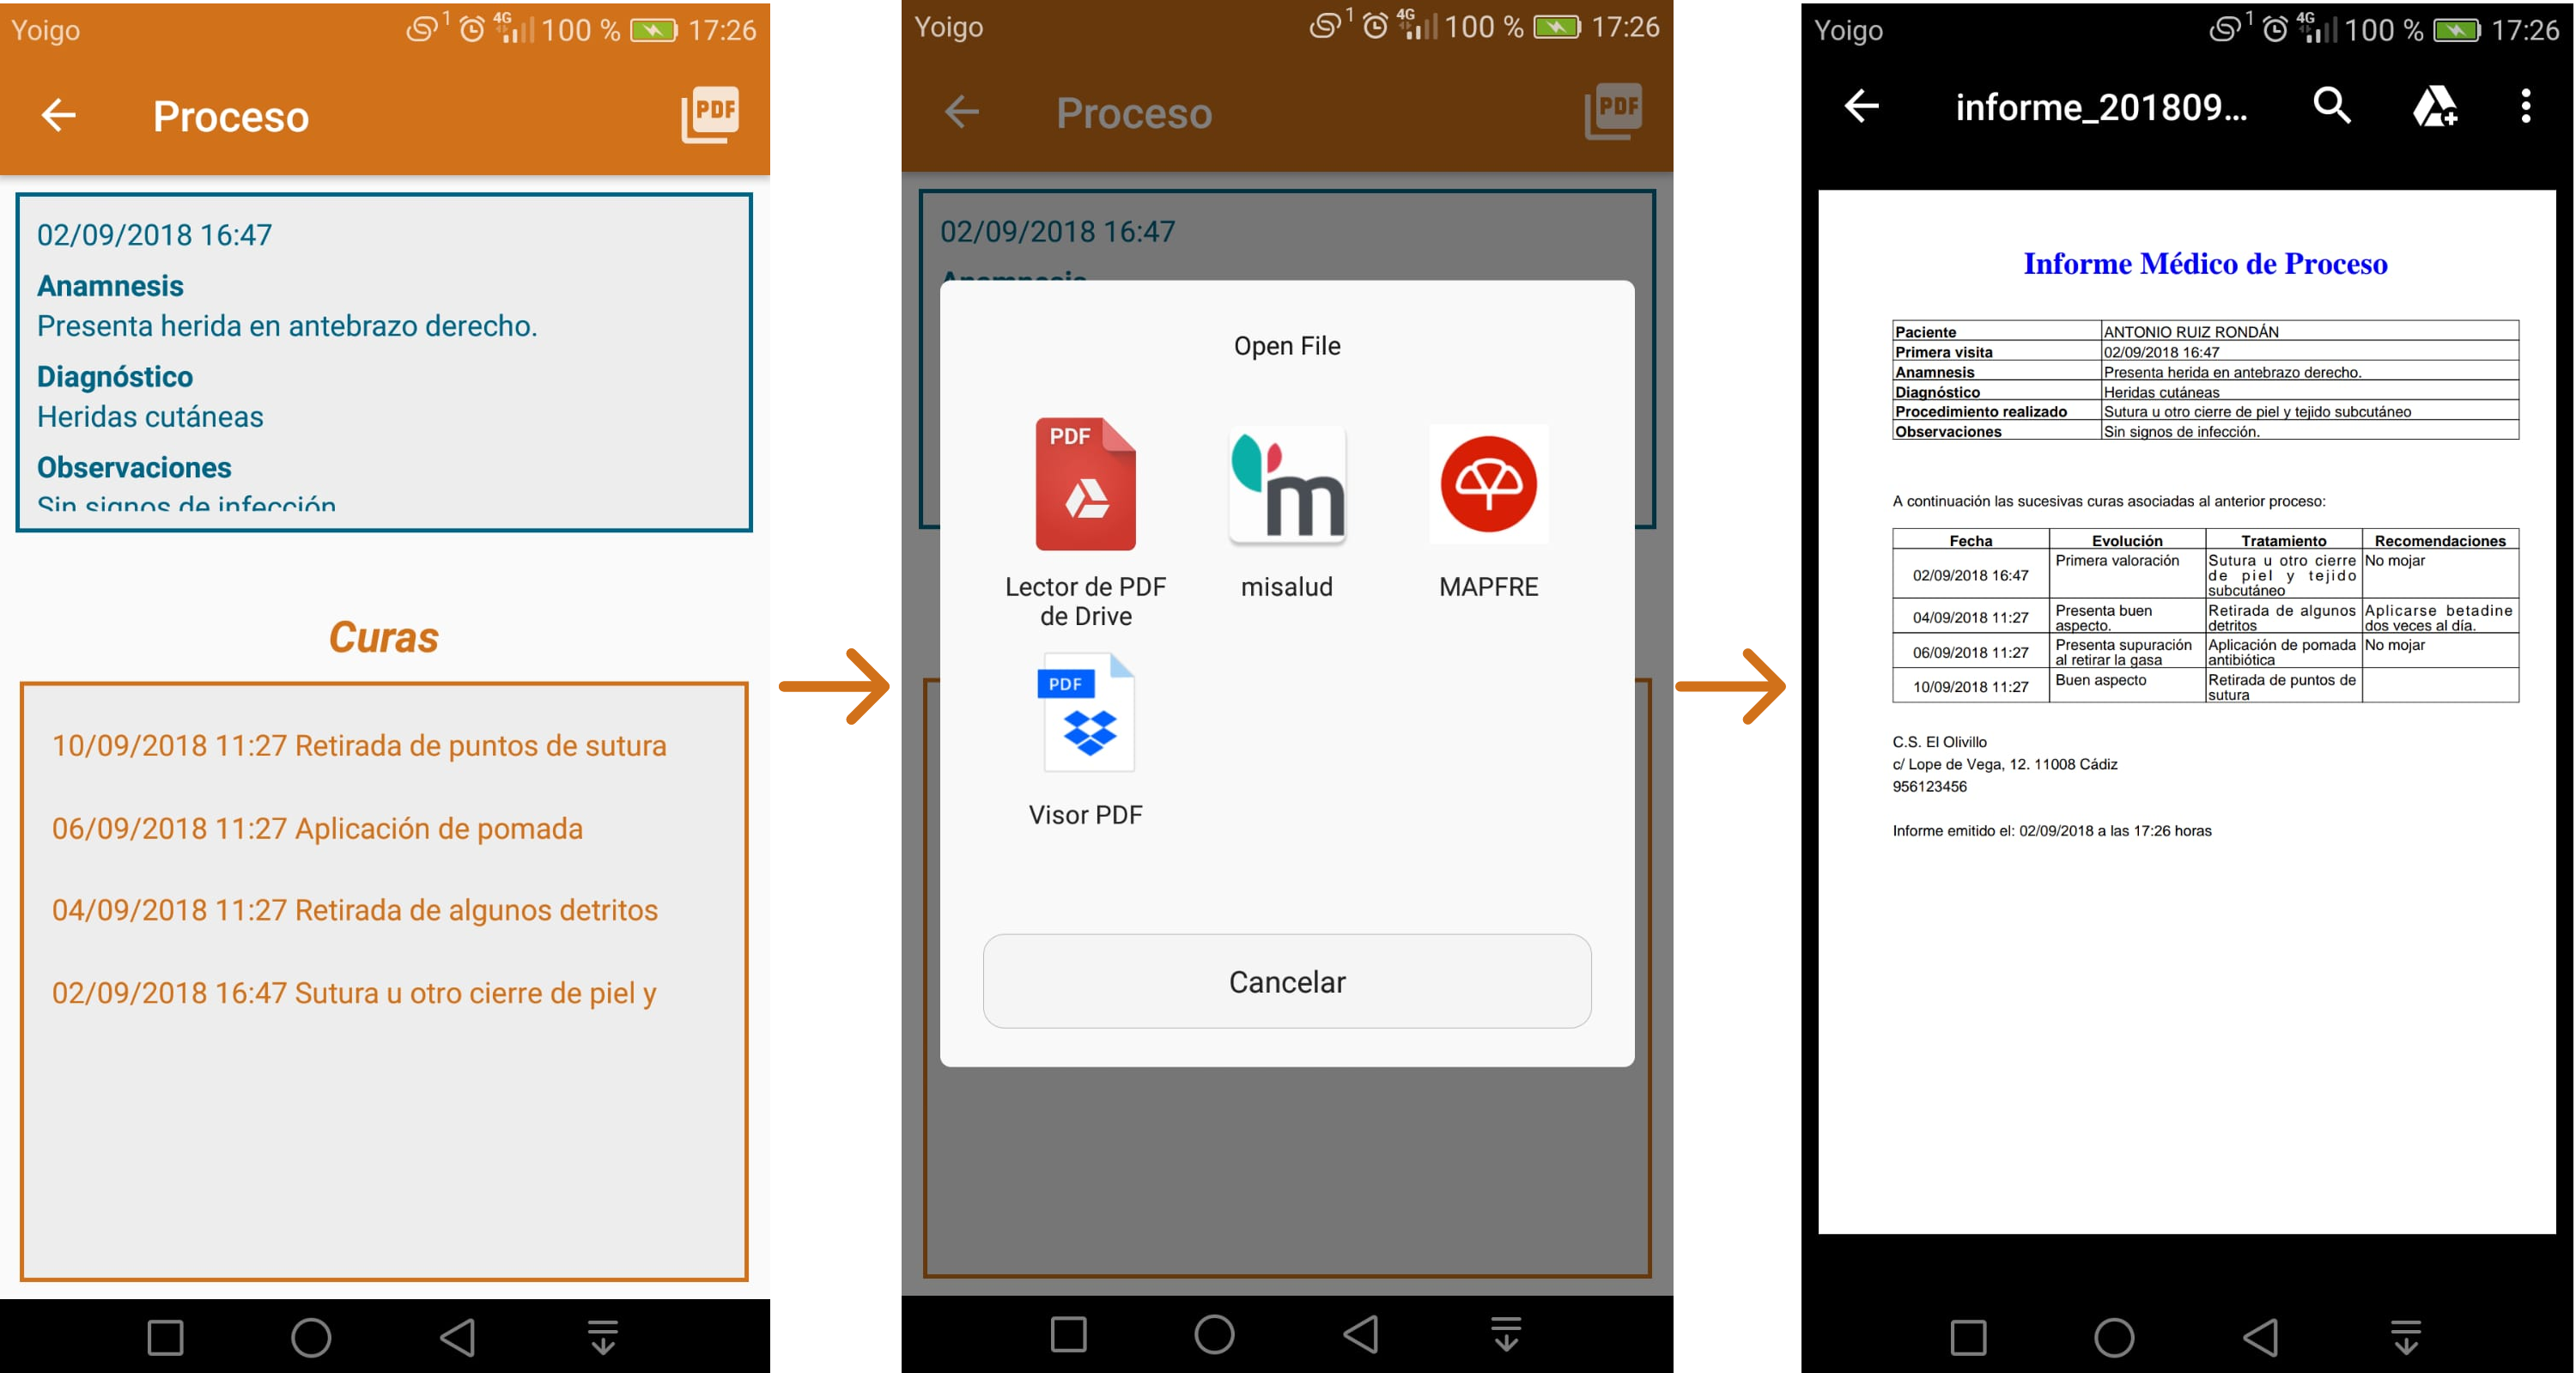 Yoigo 1 4G 100 % 17:26
Proceso PDF
02/09/2018 16:47
Anamnesis
Presenta herida en antebrazo derecho.
Diagnóstico
Heridas cutáneas
Observaciones
Sin signos de infección
Curas
10/09/2018 11:27 Retirada de puntos de sutura
06/09/2018 11:27 Aplicación de pomada
04/09/2018 11:27 Retirada de algunos detritos
02/09/2018 16:47 Sutura u otro cierre de piel y
Yoigo 1 4G 100 % 17:26
Proceso PDF
02/09/2018 16:47
Anamnesis
Open File
PDF
m
Lector de PDF
de Drive
misalud
MAPFRE
PDF
Visor PDF
Cancelar
Yoigo 1 4G 100 % 17:26
informe_201809...
Informe Médico de Proceso
Paciente ANTONIO RUIZ RONDÁN
Primera visita 02/09/2018 16:47
Anamnesis Presenta herida en antebrazo derecho.
Diagnóstico Heridas cutáneas
Procedimiento realizado Sutura u otro cierre de piel y tejido subcutáneo
Observaciones Sin signos de infección.
A continuación las sucesivas curas asociadas al anterior proceso:
Fecha Evolución Tratamiento Recomendaciones
02/09/2018 16:47 Primera valoración Sutura u otro cierre de piel y tejido subcutáneo No mojar
04/09/2018 11:27 Presenta buen aspecto. Retirada de algunos detritos Aplicarse betadine dos veces al día.
06/09/2018 11:27 Presenta supuración al retirar la gasa Aplicación de pomada antibiótica No mojar
10/09/2018 11:27 Buen aspecto Retirada de puntos de sutura
C.S. El Olivillo
c/ Lope de Vega, 12. 11008 Cádiz
956123456
Informe emitido el: 02/09/2018 a las 17:26 horas